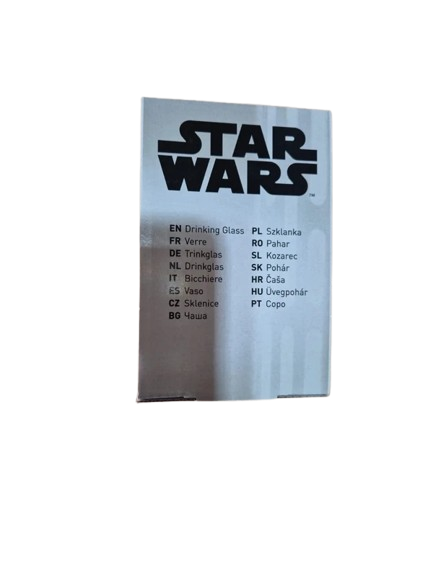 STAR
WARS™
EN Drinking Glass
FR Verre
DE Trinkglas
NL Drinkglas
IT Bicchiere
ES Vaso
CZ Sklenice
BG Чаша
PL Szklanka
RO Pahar
SL Kozarec
SK Pohár
HR Čaša
HU Üvegpohár
PT Copo